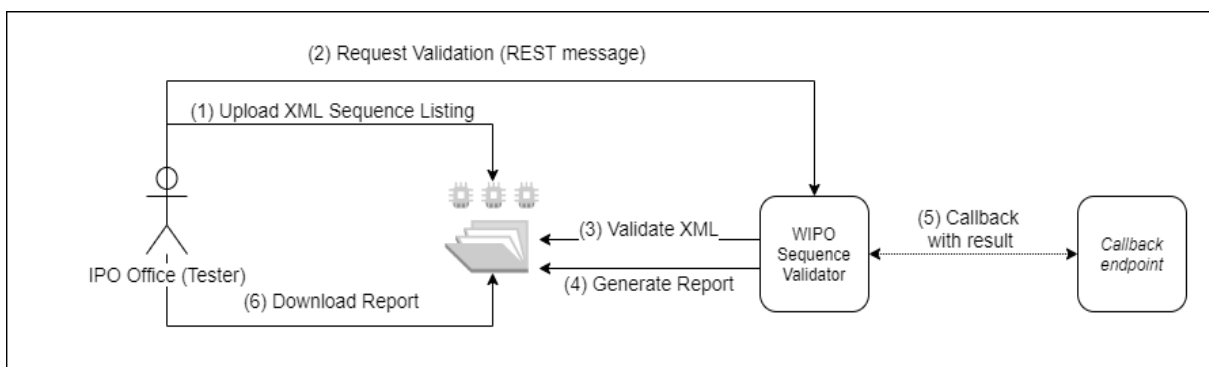 (2) Request Validation (REST message)
(1) Upload XML Sequence Listing
IPO Office (Tester)
(3) Validate XML
(4) Generate Report
WIPO
Sequence
Validator
(5) Callback
with result
Callback
endpoint
(6) Download Report